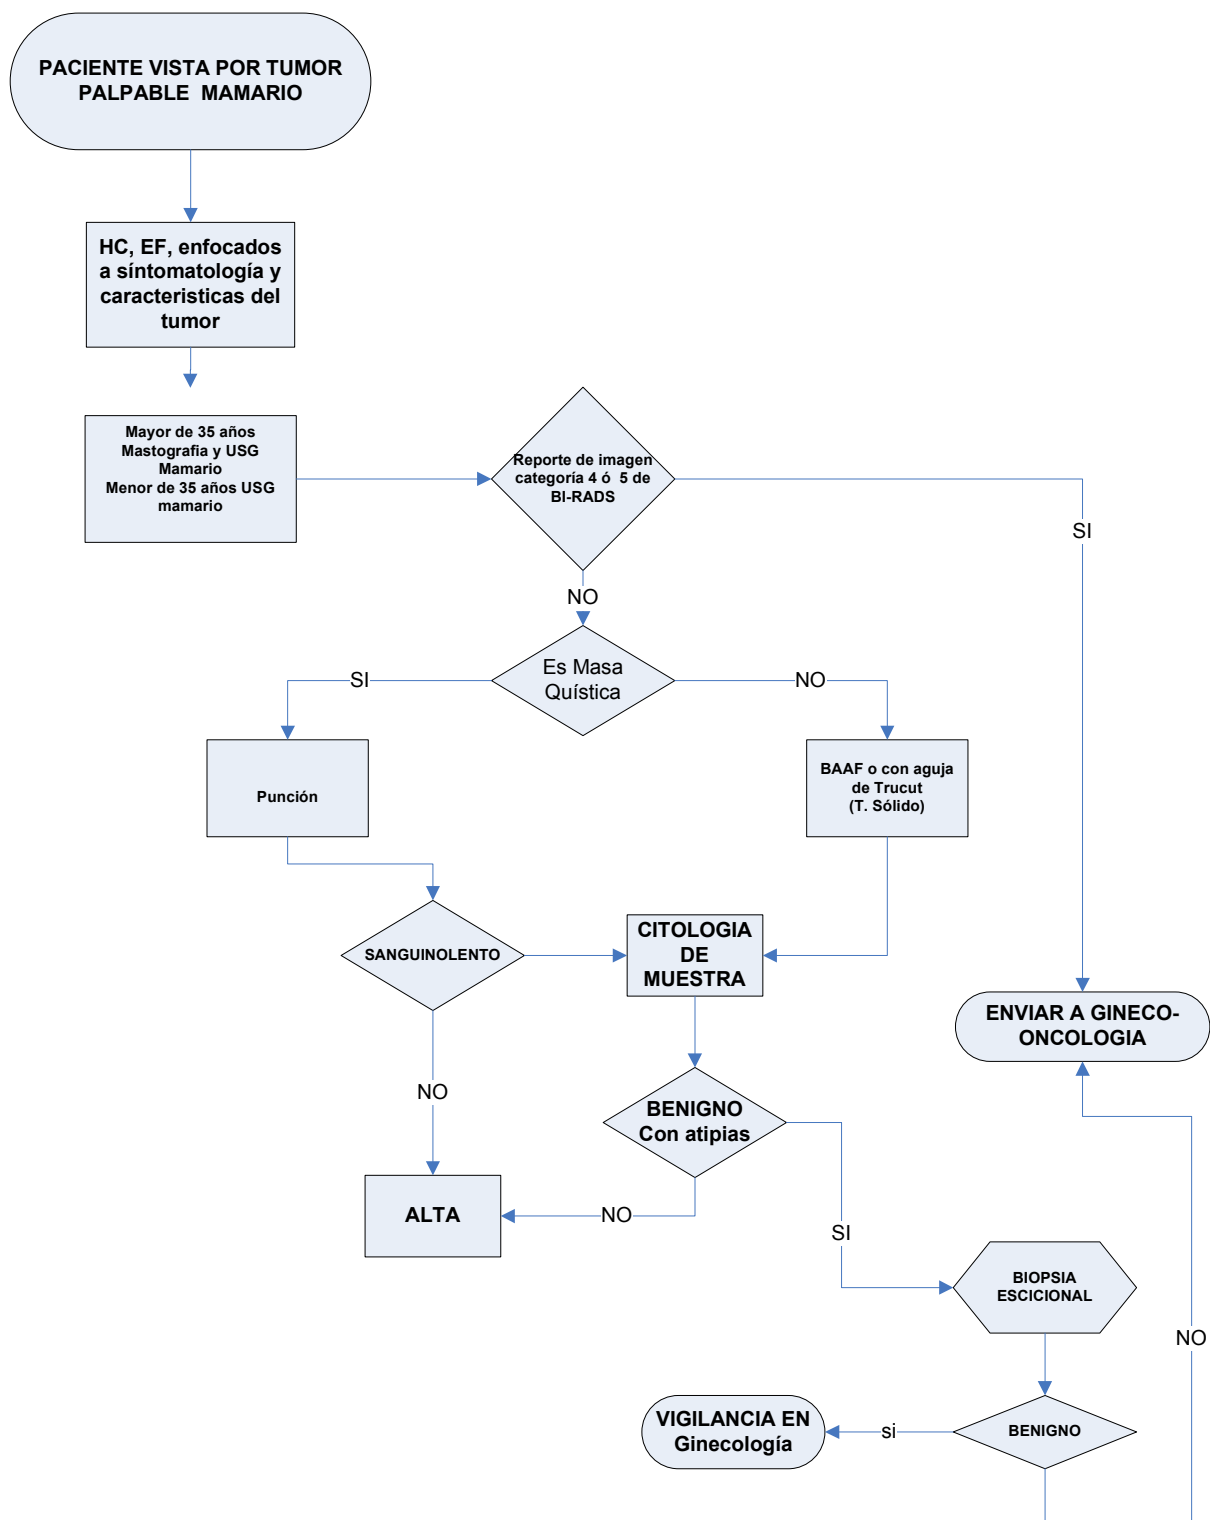 PACIENTE VISTA POR TUMOR
PALPABLE MAMARIO
HC, EF, enfocados
a síntomatología y
caracteristicas del
tumor
Mayor de 35 años
Mastografia y USG
Mamario
Menor de 35 años USG
mamario
Reporte de imagen
categoría 4 ó 5 de
BI-RADS
SI
NO
Es Masa
Quística
SI
NO
Punción
BAAF o con aguja
de Trucut
(T. Sólido)
SANGUINOLENTO
CITOLOGIA
DE
MUESTRA
ENVIAR A GINECO-
ONCOLOGIA
NO
BENIGNO
Con atipias
ALTA
NO
SI
BIOPSIA
ESCICIONAL
NO
VIGILANCIA EN
Ginecología
si
BENIGNO